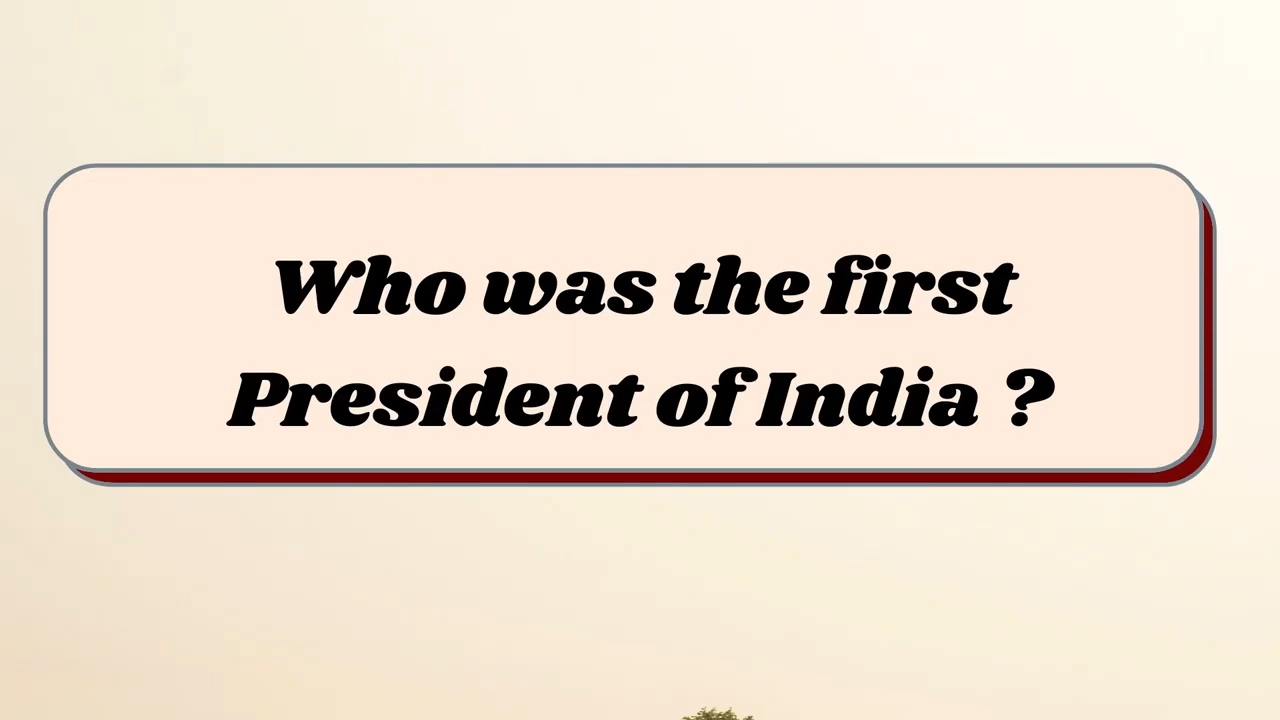 Who was the first
President of India ?